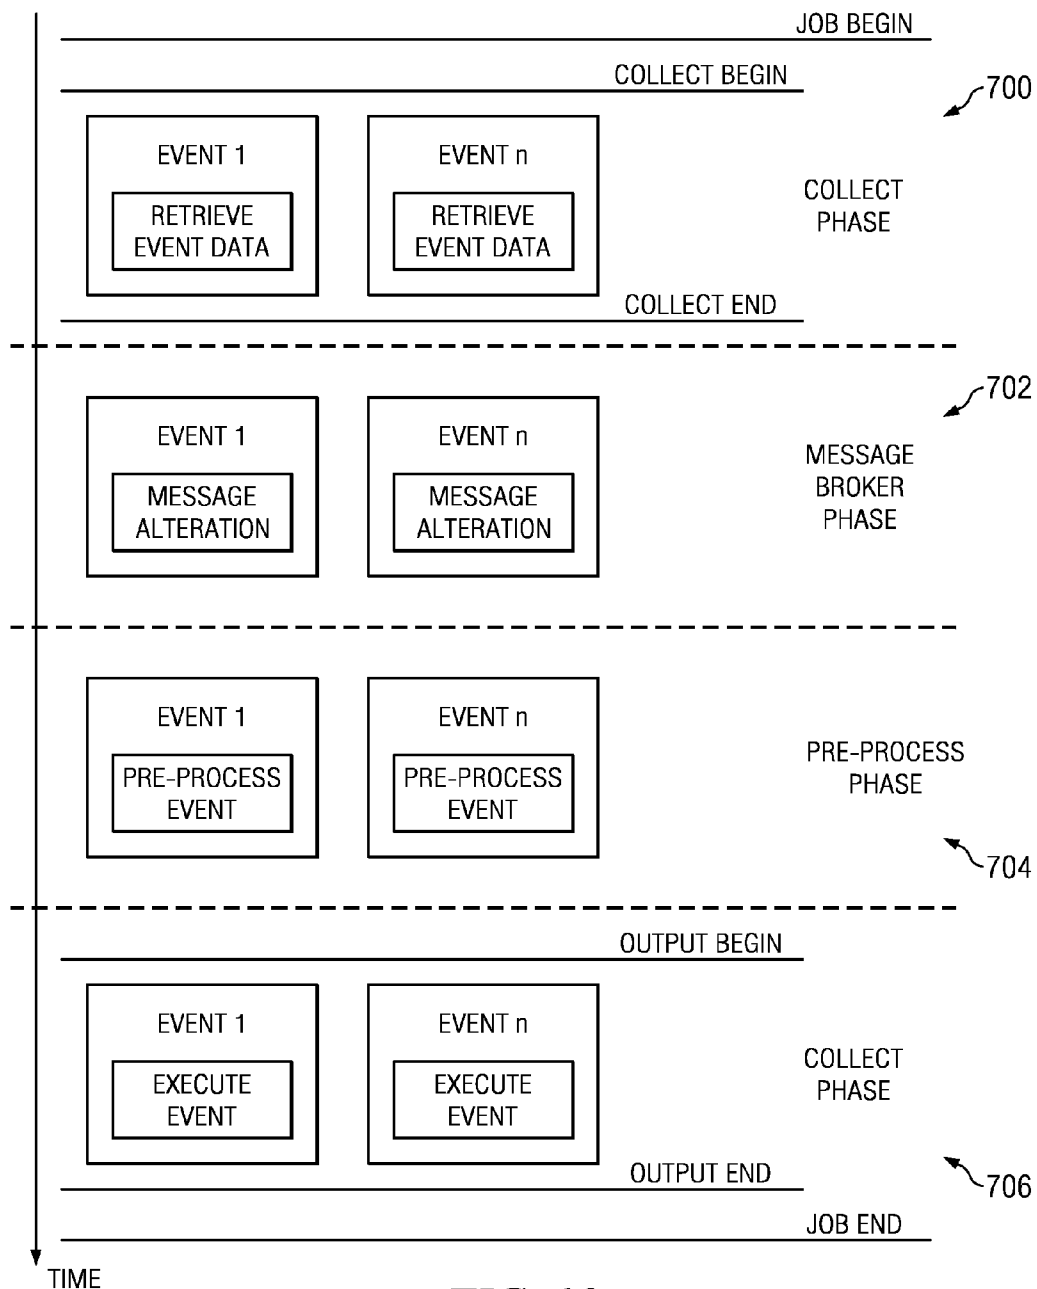 JOB BEGIN
COLLECT BEGIN
700
EVENT 1
RETRIEVE
EVENT DATA
EVENT n
RETRIEVE
EVENT DATA
COLLECT
PHASE
COLLECT END
702
EVENT 1
MESSAGE
ALTERATION
EVENT n
MESSAGE
ALTERATION
MESSAGE
BROKER
PHASE
EVENT 1
PRE-PROCESS
EVENT
EVENT n
PRE-PROCESS
EVENT
PRE-PROCESS
PHASE
704
OUTPUT BEGIN
EVENT 1
EXECUTE
EVENT
EVENT n
EXECUTE
EVENT
COLLECT
PHASE
706
OUTPUT END
JOB END
TIME